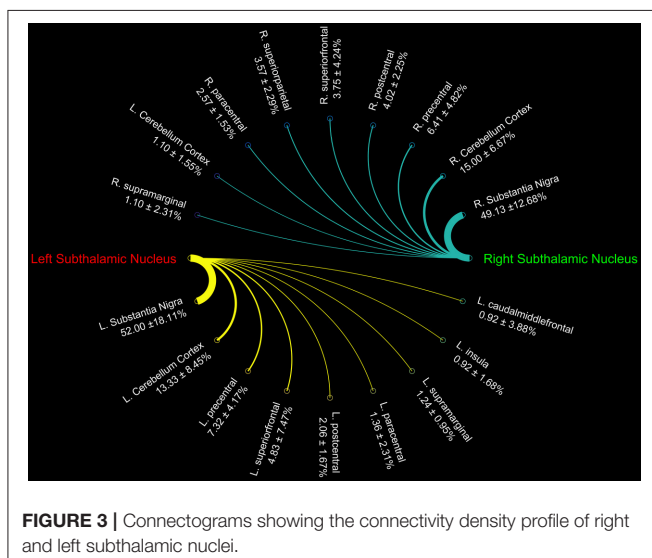 R. superiorfrontal
3.75 ± 4.24%
R. superiorparietal
3.57 ± 2.29%
R. postcentral
4.02 ± 2.25%
R. paracentral
2.57 ± 1.53%
R. precentral
6.41 ± 4.82%
L. Cerebellum Cortex
1.10 ± 1.55%
R. Cerebellum Cortex
15.00 ± 6.67%
R. supramarginal
1.10 ± 2.31%
R. Substantia Nigra
49.13 ±12.68%
Left Subthalamic Nucleus
Right Subthalamic Nucleus
L. Substantia Nigra
52.00 ±18.11%
L. caudalmiddlefrontal
0.92 ± 3.88%
L. Cerebellum Cortex
13.33 ± 8.45%
L. insula
0.92 ± 1.68%
L. precentral
7.32 ± 4.17%
L. supramarginal
1.24 ± 0.95%
L. superiorfrontal
4.83 ± 7.47%
L. postcentral
2.06 ± 1.67%
L. paracentral
1.36 ± 2.31%
FIGURE 3 | Connectograms showing the connectivity density profile of right
and left subthalamic nuclei.